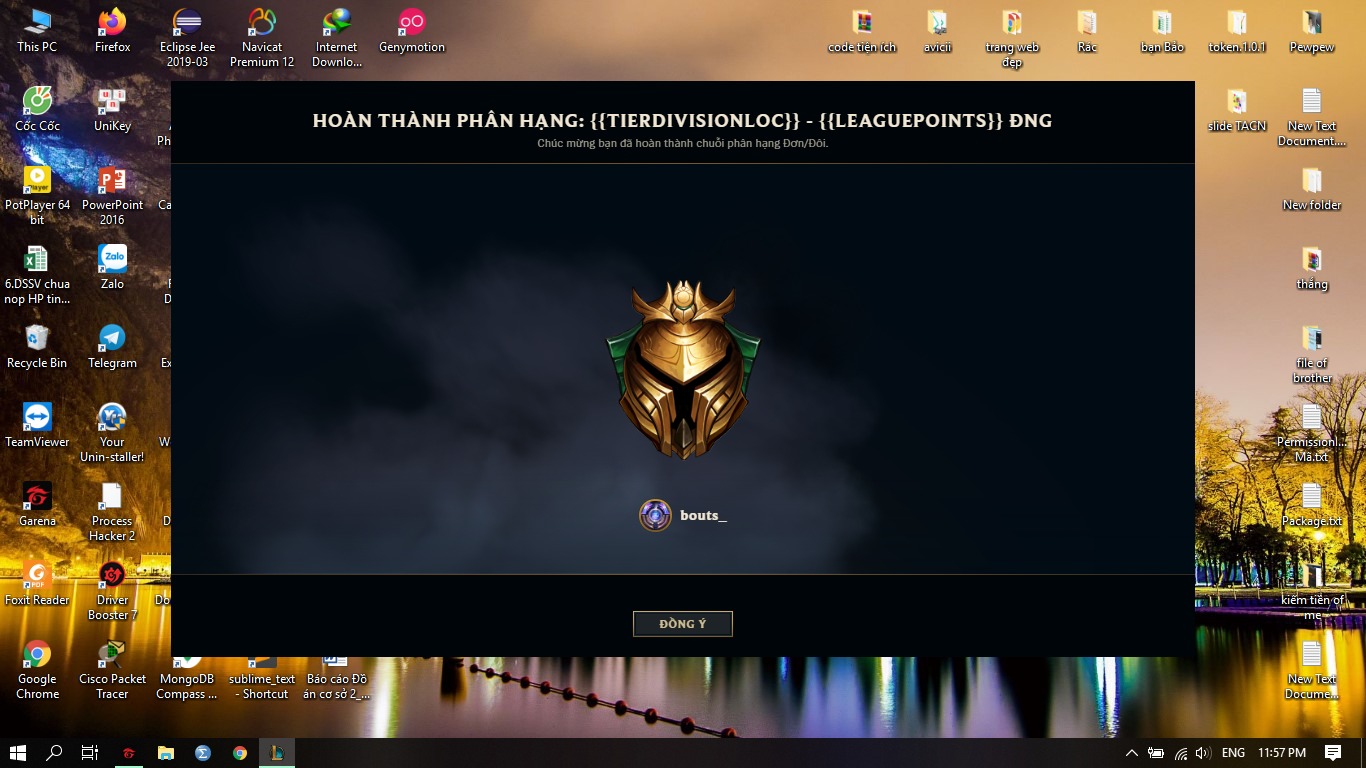 This PC
Firefox
Eclipse Jee
2019-03
Navicat
Premium 12
Internet
Downlo...
Genymotion
code tiện ích
avicii
trang web
đẹp
Rác
bạn Bảo
token.1.0.1
Pewpew
Cốc Cốc
UniKey
slide TACN
New Text
Document....
HOÀN THÀNH PHÂN HẠNG: {{TIERDIVISIONLOC}} - {{LEAGUEPOINTS}} ĐNG
Chúc mừng bạn đã hoàn thành chuỗi phân hạng Đơn/Đôi.
PotPlayer 64
bit
PowerPoint
2016
New folder
6.DSSV chua
nop HP tin...
Zalo
thắng
Recycle Bin
Telegram
file of
brother
TeamViewer
Your
Unin-staller!
PermissionI...
Mã.txt
Garena
Process
Hacker 2
Package.txt
bouts_
Foxit Reader
Driver
Booster 7
kiếm tiền of
me
ĐỒNG Ý
Google
Chrome
Cisco Packet
Tracer
MongoDB
Compass ...
sublime_text
- Shortcut
Báo cáo Đồ
án cơ sở 2_...
New Text
Docume...
ENG
11:57 PM